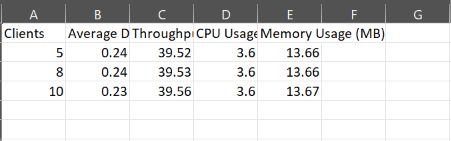 A B C D E F G
Clients Average D Throughp CPU Usage Memory Usage (MB)
5 0.24 39.52 3.6 13.66
8 0.24 39.53 3.6 13.66
10 0.23 39.56 3.6 13.67